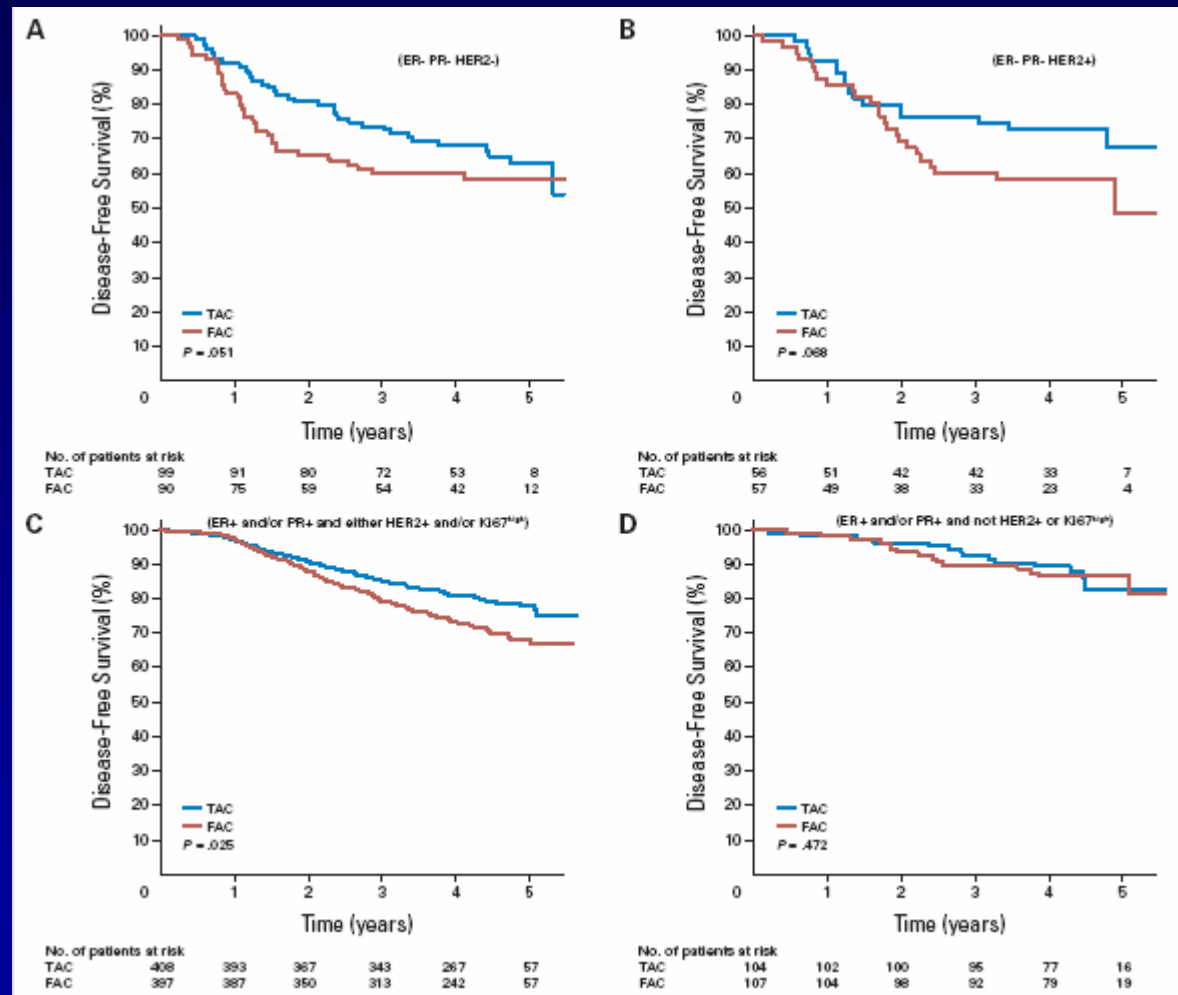 A
(ER- PR- HER2-)
Disease-Free Survival (%)
100
90
80
70
60
50
40
30
20
10
TAC
FAC
P = .051
0 1 2 3 4 5
Time (years)
No. of patients at risk
TAC 99 91 80 72 53 8
FAC 90 75 59 54 42 12
B
(ER- PR- HER2+)
Disease-Free Survival (%)
100
90
80
70
60
50
40
30
20
10
TAC
FAC
P = .068
0 1 2 3 4 5
Time (years)
No. of patients at risk
TAC 56 51 42 42 33 7
FAC 57 49 38 33 23 4
C
(ER+ and/or PR+ and either HER2+ and/or Ki67high)
Disease-Free Survival (%)
100
90
80
70
60
50
40
30
20
10
TAC
FAC
P = .025
0 1 2 3 4 5
Time (years)
No. of patients at risk
TAC 408 393 367 343 267 57
FAC 397 387 350 313 242 57
D
(ER+ and/or PR+ and not HER2+ or Ki67high)
Disease-Free Survival (%)
100
90
80
70
60
50
40
30
20
10
TAC
FAC
P = .472
0 1 2 3 4 5
Time (years)
No. of patients at risk
TAC 104 102 100 95 77 16
FAC 107 104 98 92 79 19